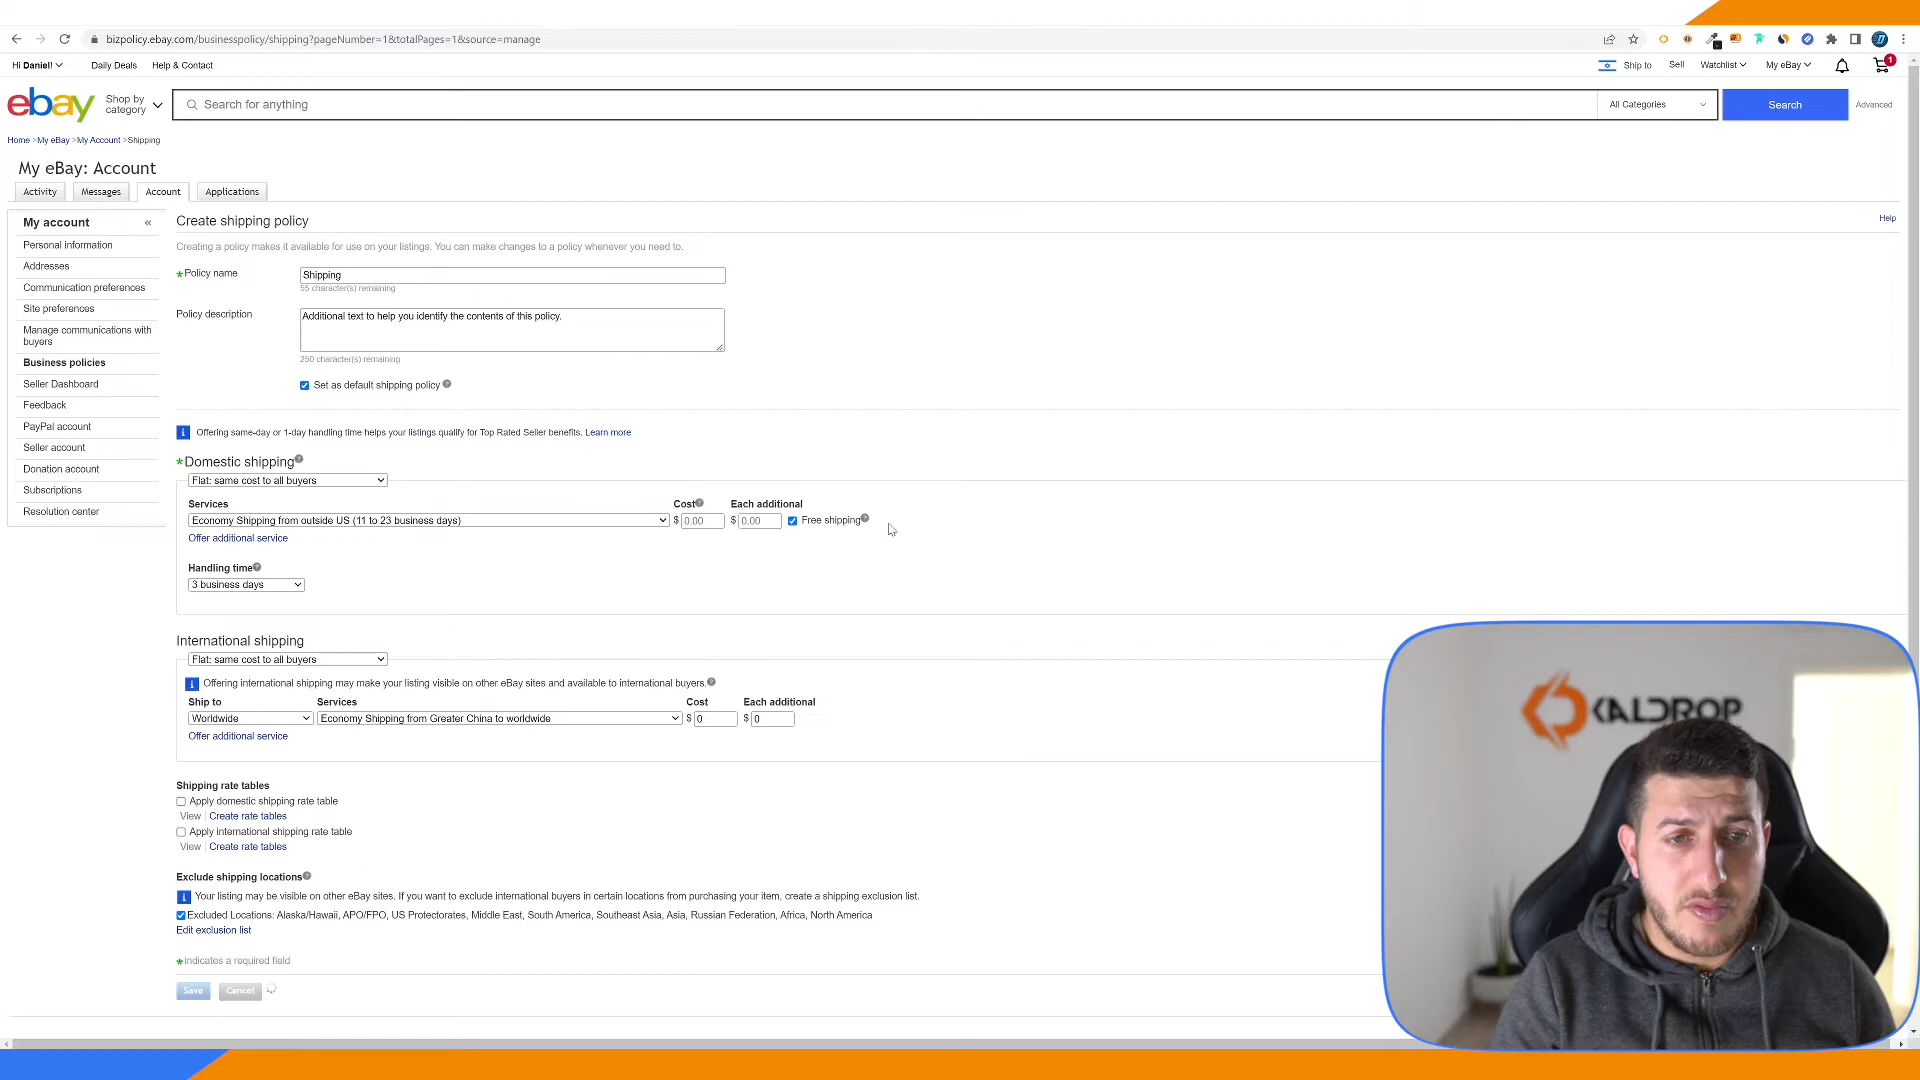 bizpolicy.ebay.com/businesspolicy/shipping?pageNumber=1&totalPages=1&source=manage
Hi Daniel! Daily Deals Help & Contact Ship to Sell Watchlist My eBay 1
ebay Shop by category Search for anything All Categories Search Advanced
Home >My eBay >My Account >Shipping
My eBay: Account
Activity Messages Account Applications
My account «
Personal information
Addresses
Communication preferences
Site preferences
Manage communications with
buyers
Business policies
Seller Dashboard
Feedback
PayPal account
Seller account
Donation account
Subscriptions
Resolution center
Create shipping policy Help
Creating a policy makes it available for use on your listings. You can make changes to a policy whenever you need to.
*Policy name Shipping
55 character(s) remaining
Policy description Additional text to help you identify the contents of this policy.
250 character(s) remaining
Set as default shipping policy ?
i Offering same-day or 1-day handling time helps your listings qualify for Top Rated Seller benefits. Learn more
*Domestic shipping ?
Flat: same cost to all buyers
Services Cost ? Each additional
Economy Shipping from outside US (11 to 23 business days) $ 0.00 $ 0.00 Free shipping ?
Offer additional service
Handling time ?
3 business days
International shipping
Flat: same cost to all buyers
i Offering international shipping may make your listing visible on other eBay sites and available to international buyers. ?
Ship to Services Cost Each additional
Worldwide Economy Shipping from Greater China to worldwide $ 0 $ 0
Offer additional service
Shipping rate tables
Apply domestic shipping rate table
View | Create rate tables
Apply international shipping rate table
View | Create rate tables
Exclude shipping locations ?
i Your listing may be visible on other eBay sites. If you want to exclude international buyers in certain locations from purchasing your item, create a shipping exclusion list.
Excluded Locations: Alaska/Hawaii, APO/FPO, US Protectorates, Middle East, South America, Southeast Asia, Asia, Russian Federation, Africa, North America
Edit exclusion list
*indicates a required field
Save Cancel
KALDROP